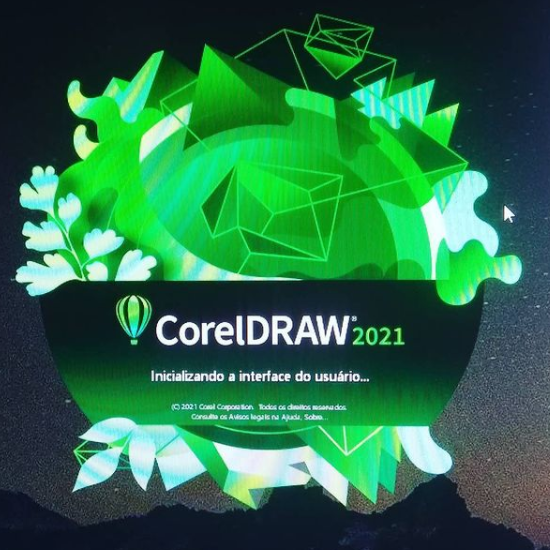 CorelDRAW® 2021
Inicializando a interface do usuário...
(C) 2021 Corel Corporation. Todos os direitos reservados.
Consulte os Avisos legais na Ajuda, Sobre...